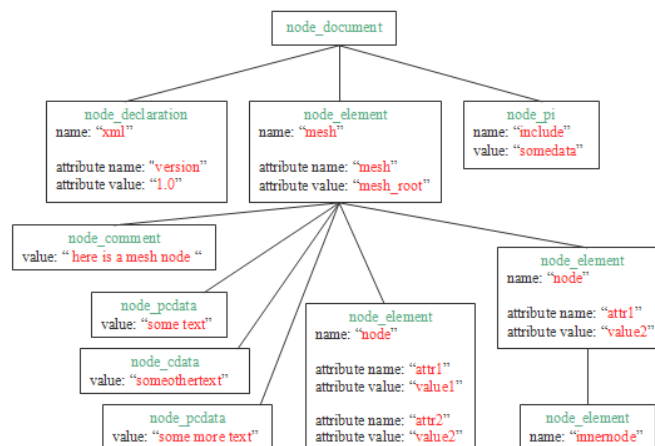 node_document
node_declaration
name: “xml”
attribute name: "version”
attribute value: “1.0”
node_element
name: “mesh”
attribute name: “mesh”
attribute value: “mesh_root”
node_pi
name: “include”
value: “somedata”
node_comment
value: “ here is a mesh node “
node_pcdata
value: “some text”
node_cdata
value: “someothertext”
node_pcdata
value: “some more text”
node_element
name: “node”
attribute name: “attr1”
attribute value: “value1”
attribute name: “attr2”
attribute value: “value2”
node_element
name: “node”
attribute name: “attr1”
attribute value: “value2”
node_element
name: “innernode”